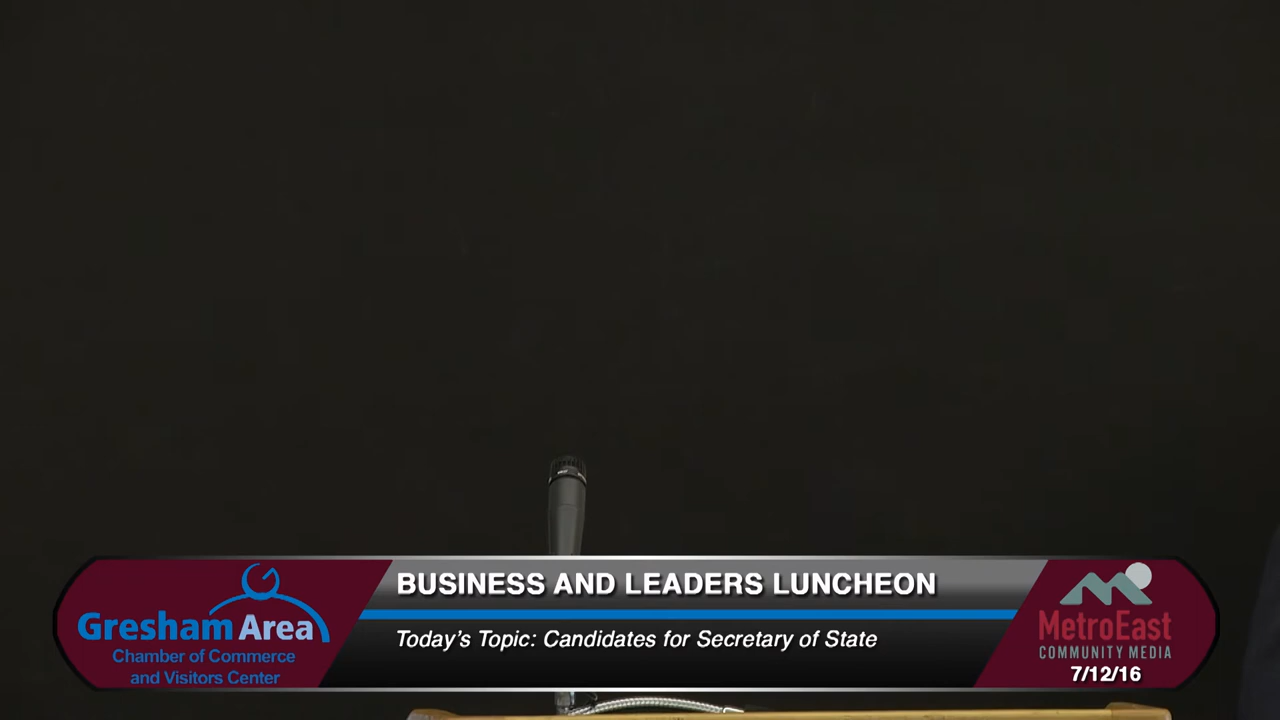 BUSINESS AND LEADERS LUNCHEON
Today's Topic: Candidates for Secretary of State
Gresham Area
Chamber of Commerce
and Visitors Center
MetroEast
COMMUNITY MEDIA
7/12/16